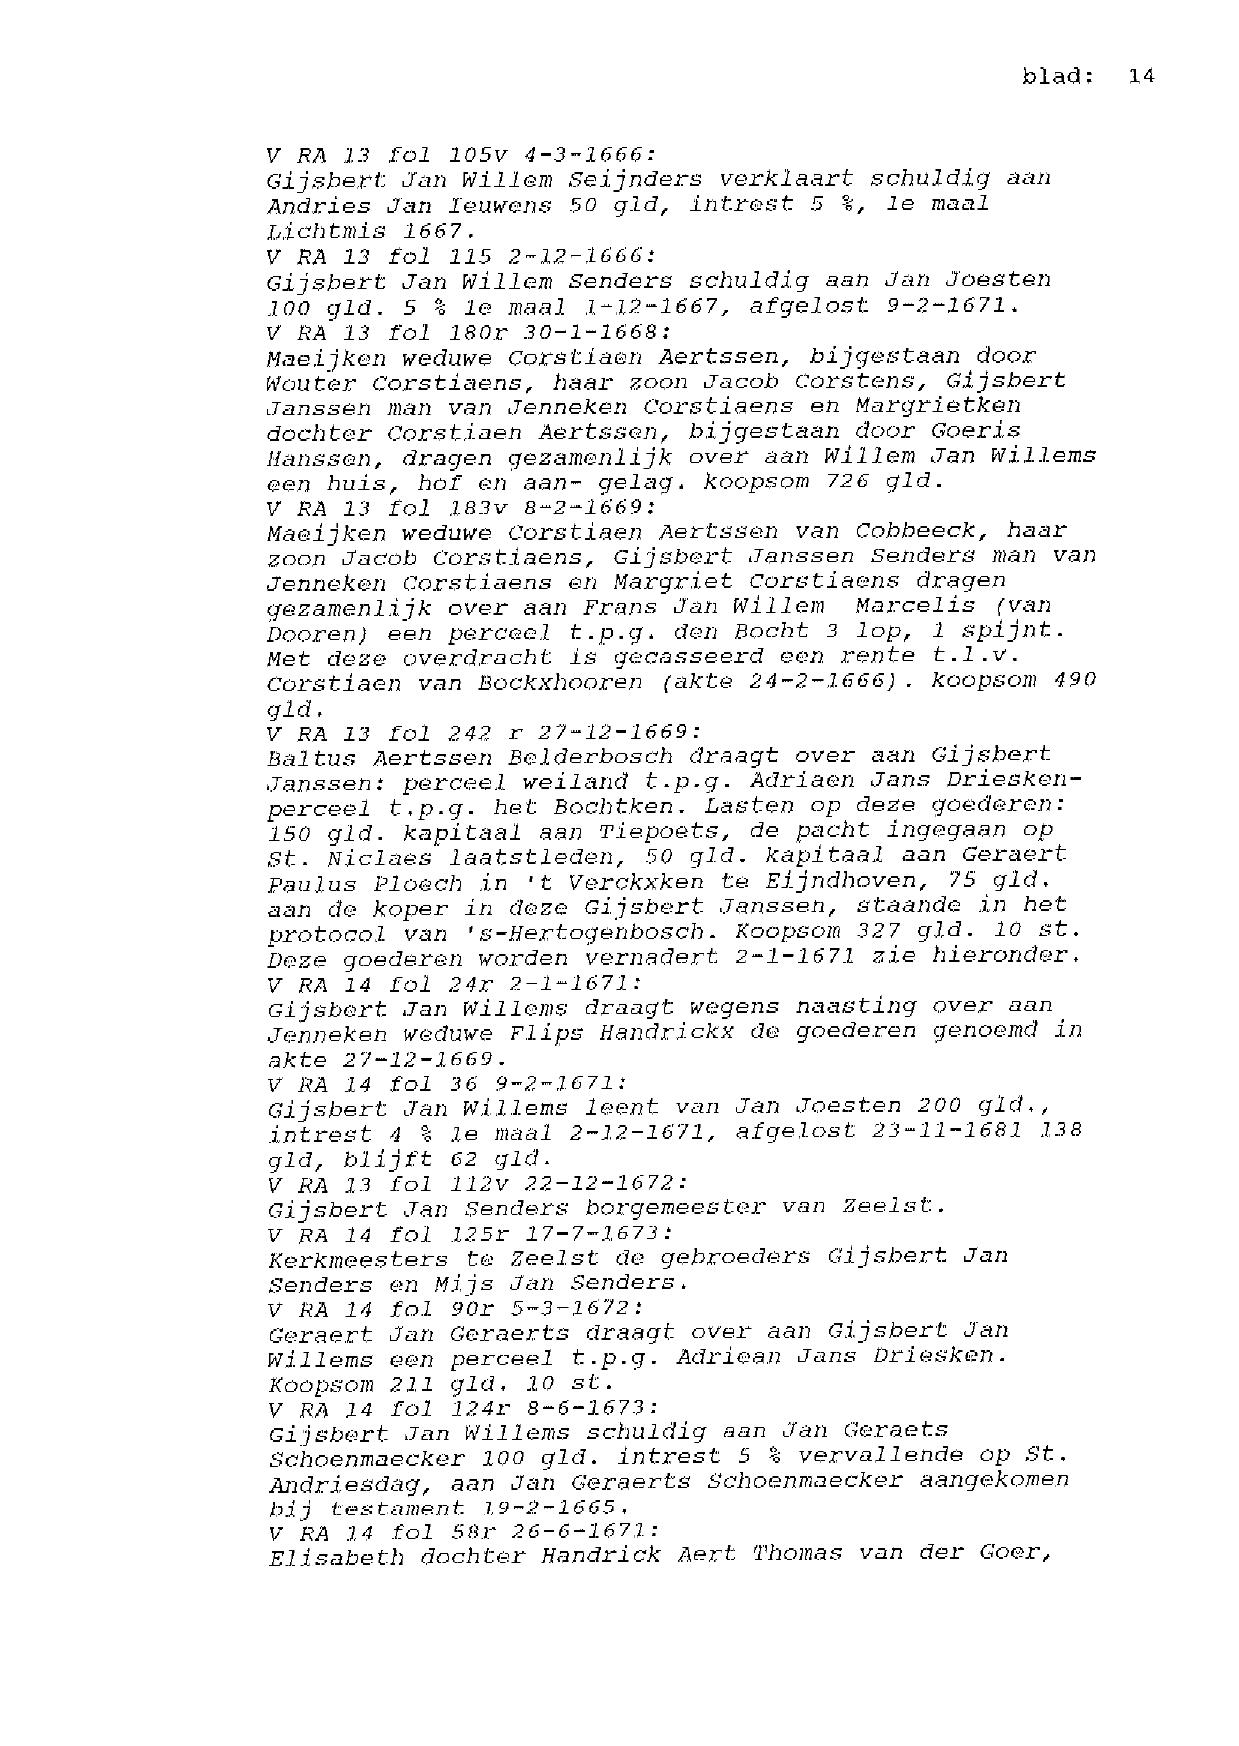 blad: 14
V RA 13 fol 105v 4-3-1666:
Gijsbert Jan Willem Seijnders verklaart schuldig aan
Andries Jan Ieuwens 50 gld, intrest 5 %, 1e maal
Lichtmis 1667.
V RA 13 fol 115 2-12-1666:
Gijsbert Jan Willem Senders schuldig aan Jan Joesten
100 gld. 5 % 1e maal 1-12-1667, afgelost 9-2-1671.
V RA 13 fol 180r 30-1-1668:
Maeijken weduwe Corstiaen Aertssen, bijgestaan door
Wouter Corstiaens, haar zoon Jacob Corstens, Gijsbert
Janssen man van Jenneken Corstiaens en Margrietken
dochter Corstiaen Aertssen, bijgestaan door Goeris
Hanssen, dragen gezamenlijk over aan Willem Jan Willems
een huis, hof en aan- gelag. koopsom 726 gld.
V RA 13 fol 183v 8-2-1669:
Maeijken weduwe Corstiaen Aertssen van Cobbeeck, haar
zoon Jacob Corstiaens, Gijsbert Janssen Senders man van
Jenneken Corstiaens en Margriet Corstiaens dragen
gezamenlijk over aan Frans Jan Willem Marcelis (van
Dooren) een perceel t.p.g. den Bocht 3 lop, 1 spijnt.
Met deze overdracht is gecasseerd een rente t.l.v.
Corstiaen van Bockxhooren (akte 24-2-1666). koopsom 490
gld.
V RA 13 fol 242 r 27-12-1669:
Baltus Aertssen Belderbosch draagt over aan Gijsbert
Janssen: perceel weiland t.p.g. Adriaen Jans Driesken-
perceel t.p.g. het Bochtken. Lasten op deze goederen:
150 gld. kapitaal aan Tiepoets, de pacht ingegaan op
St. Niclaes laatstleden, 50 gld. kapitaal aan Geraert
Paulus Ploech in 't Verckxken te Eijndhoven, 75 gld.
aan de koper in deze Gijsbert Janssen, staande in het
protocol van 's-Hertogenbosch. Koopsom 327 gld. 10 st.
Deze goederen worden vernadert 2-1-1671 zie hieronder.
V RA 14 fol 24r 2-1-1671:
Gijsbert Jan Willems draagt wegens naasting over aan
Jenneken weduwe Flips Handrickx de goederen genoemd in
akte 27-12-1669.
V RA 14 fol 36 9-2-1671:
Gijsbert Jan Willems leent van Jan Joesten 200 gld.,
intrest 4 % 1e maal 2-12-1671, afgelost 23-11-1681 138
gld, blijft 62 gld.
V RA 13 fol 112v 22-12-1672:
Gijsbert Jan Senders borgemeester van Zeelst.
V RA 14 fol 125r 17-7-1673:
Kerkmeesters te Zeelst de gebroeders Gijsbert Jan
Senders en Mijs Jan Senders.
V RA 14 fol 90r 5-3-1672:
Geraert Jan Geraerts draagt over aan Gijsbert Jan
Willems een perceel t.p.g. Adriean Jans Driesken.
Koopsom 211 gld. 10 st.
V RA 14 fol 124r 8-6-1673:
Gijsbert Jan Willems schuldig aan Jan Geraets
Schoenmaecker 100 gld. intrest 5 % vervallende op St.
Andriesdag, aan Jan Geraerts Schoenmaecker aangekomen
bij testament 19-2-1665.
V RA 14 fol 58r 26-6-1671:
Elisabeth dochter Handrick Aert Thomas van der Goer,